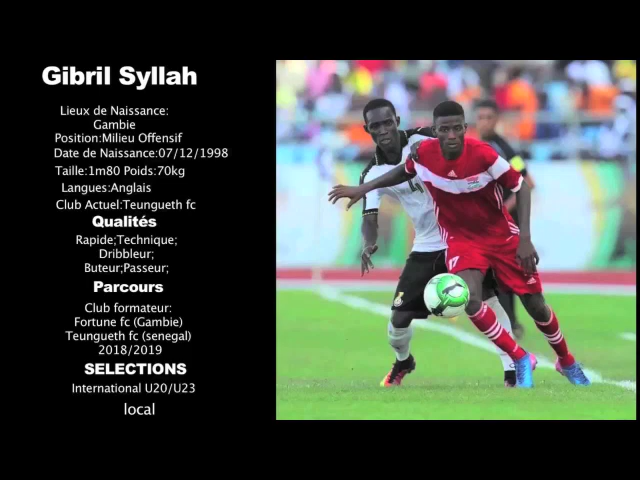 Gibril Syllah
Lieux de Naissance:
Gambie
Position:Milieu Offensif
Date de Naissance:07/12/1998
Taille:1m80 Poids:70kg
Langues:Anglais
Club Actuel:Teungueth fc
Qualités
Rapide;Technique;
Dribbleur;
Buteur;Passeur;
Parcours
Club formateur:
Fortune fc (Gambie)
Teungueth fc (senegal)
2018/2019
SELECTIONS
International U20/U23
local
17